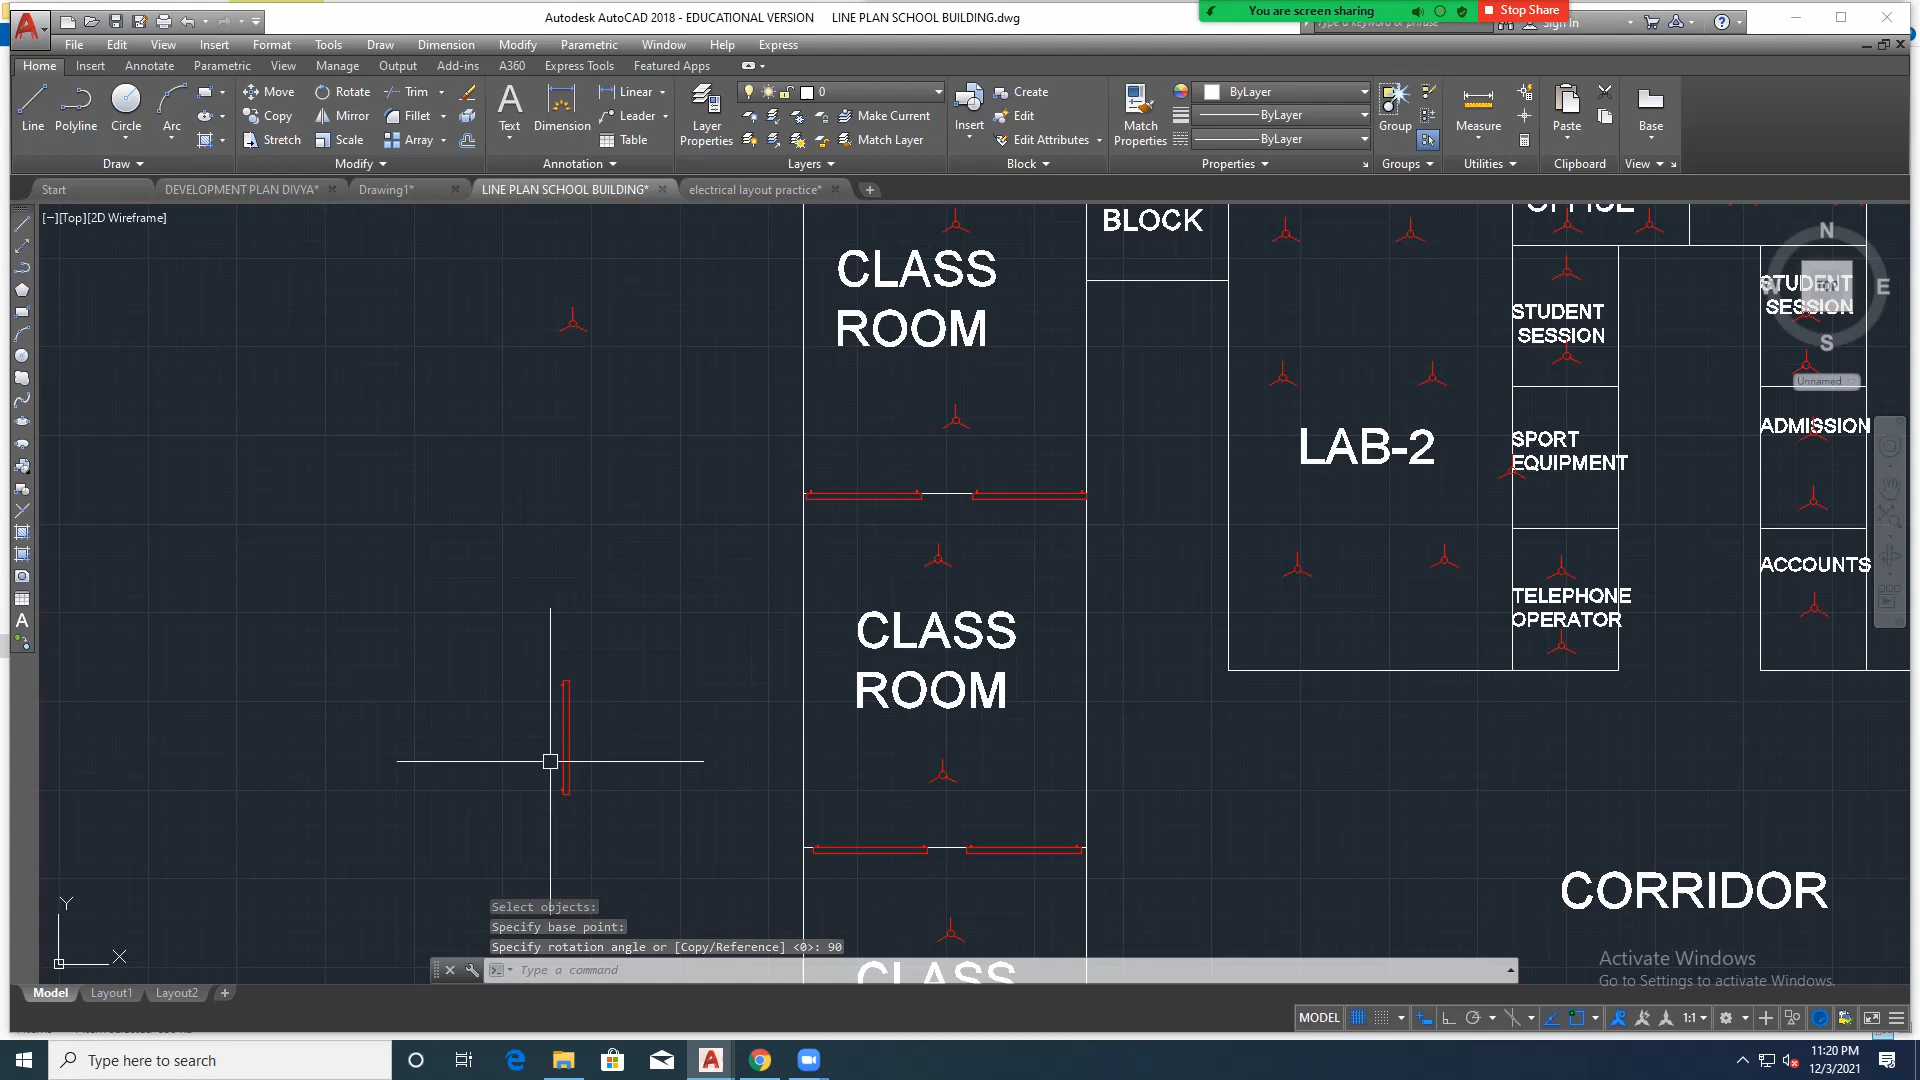 Autodesk AutoCAD 2018 - EDUCATIONAL VERSION LINE PLAN SCHOOL BUILDING.dwg
You are screen sharing
Stop Share
Type a keyword or phrase
Sign In
File Edit View Insert Format Tools Draw Dimension Modify Parametric Window Help Express
Home Insert Annotate Parametric View Manage Output Add-ins A360 Express Tools Featured Apps
Line
Polyline
Circle
Arc
Move
Rotate
Trim
Copy
Mirror
Fillet
Stretch
Scale
Array
Text
Dimension
Linear
Leader
Table
Layer
Properties
0
Make Current
Match Layer
Insert
Create
Edit
Edit Attributes
Match
Properties
ByLayer
ByLayer
ByLayer
Group
Measure
Paste
Base
Draw
Modify
Annotation
Layers
Block
Properties
Groups
Utilities
Clipboard
View
Start
DEVELOPMENT PLAN DIVYA*
Drawing1*
LINE PLAN SCHOOL BUILDING*
electrical layout practice*
[−][Top][2D Wireframe]
BLOCK
OFFICE
CLASS
ROOM
LAB-2
STUDENT
SESSION
STUDENT
SESSION
SPORT
EQUIPMENT
ADMISSION
TELEPHONE
OPERATOR
ACCOUNTS
CLASS
ROOM
CLASS
CORRIDOR
N
W
E
S
Unnamed
A
Y
X
Select objects:
Specify base point:
Specify rotation angle or [Copy/Reference] <0>: 90
Type a command
Activate Windows
Go to Settings to activate Windows.
Model
Layout1
Layout2
MODEL
1:1
Type here to search
11:20 PM
12/3/2021